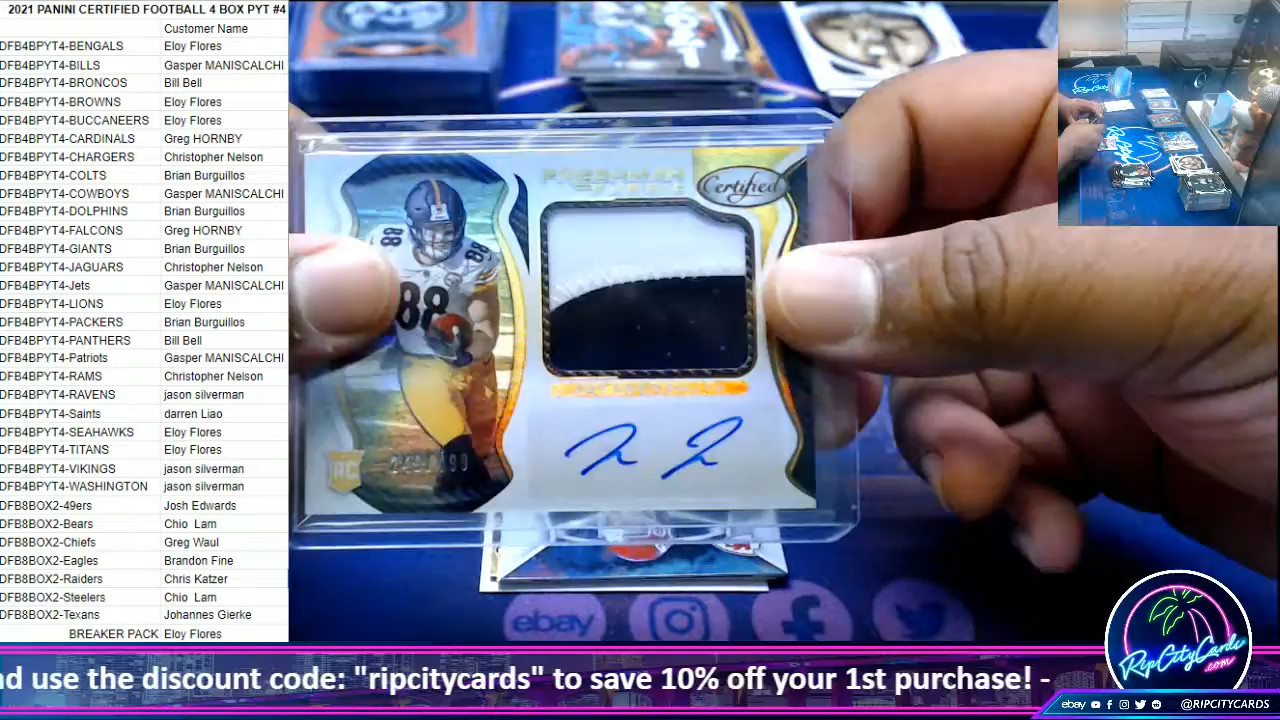 2021 PANINI CERTIFIED FOOTBALL 4 BOX PYT #4
Customer Name
DFB4BPYT4-BENGALS Eloy Flores
DFB4BPYT4-BILLS Gasper MANISCALCHI
DFB4BPYT4-BRONCOS Bill Bell
DFB4BPYT4-BROWNS Eloy Flores
DFB4BPYT4-BUCCANEERS Eloy Flores
DFB4BPYT4-CARDINALS Greg HORNBY
DFB4BPYT4-CHARGERS Christopher Nelson
DFB4BPYT4-COLTS Brian Burguillos
DFB4BPYT4-COWBOYS Gasper MANISCALCHI
DFB4BPYT4-DOLPHINS Brian Burguillos
DFB4BPYT4-FALCONS Greg HORNBY
DFB4BPYT4-GIANTS Brian Burguillos
DFB4BPYT4-JAGUARS Christopher Nelson
DFB4BPYT4-Jets Gasper MANISCALCHI
DFB4BPYT4-LIONS Eloy Flores
DFB4BPYT4-PACKERS Brian Burguillos
DFB4BPYT4-PANTHERS Bill Bell
DFB4BPYT4-Patriots Gasper MANISCALCHI
DFB4BPYT4-RAMS Christopher Nelson
DFB4BPYT4-RAVENS jason silverman
DFB4BPYT4-Saints darren Liao
DFB4BPYT4-SEAHAWKS Eloy Flores
DFB4BPYT4-TITANS Eloy Flores
DFB4BPYT4-VIKINGS jason silverman
DFB4BPYT4-WASHINGTON jason silverman
DFB8BOX2-49ers Josh Edwards
DFB8BOX2-Bears Chio Lam
DFB8BOX2-Chiefs Greg Waul
DFB8BOX2-Eagles Brandon Fine
DFB8BOX2-Raiders Chris Katzer
DFB8BOX2-Steelers Chio Lam
DFB8BOX2-Texans Johannes Gierke
BREAKER PACK Eloy Flores
Certified
88
88
88
RC
ebay
RipCityCards
.com
nd use the discount code: "ripcitycards" to save 10% off your 1st purchase! -
ebay @RIPCITYCARDS